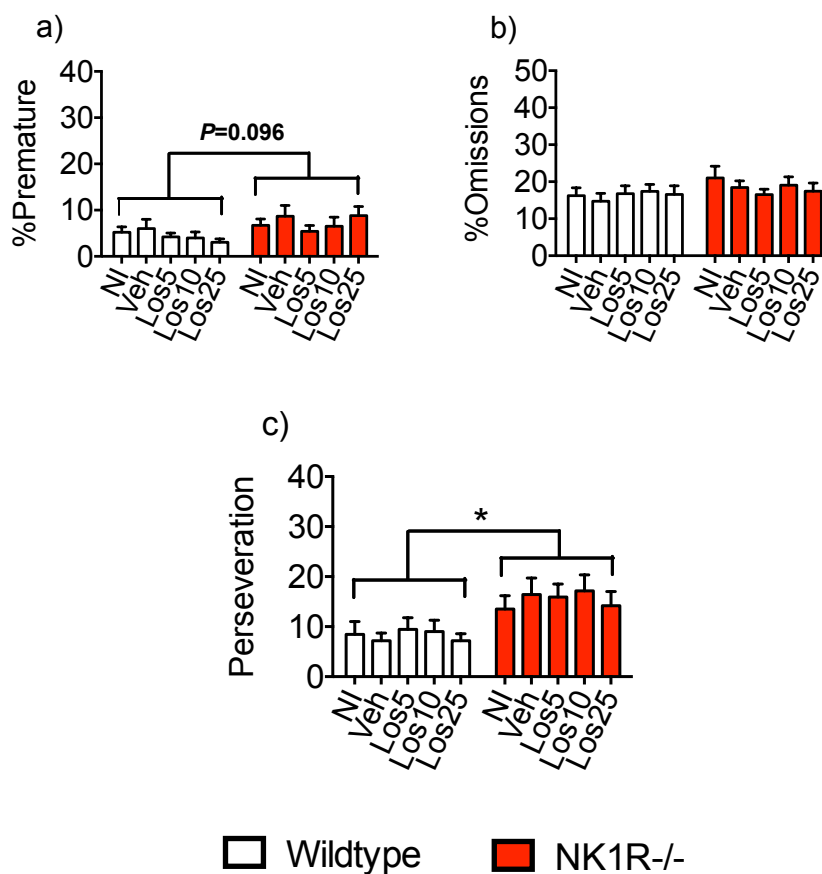 a)
%Premature
40
30
20
10
0
P=0.096
NI
Veh
Los5
Los10
Los25
NI
Veh
Los5
Los10
Los25
b)
%Omissions
50
40
30
20
10
0
NI
Veh
Los5
Los10
Los25
NI
Veh
Los5
Los10
Los25
c)
Perseveration
40
30
20
10
0
*
NI
Veh
Los5
Los10
Los25
NI
Veh
Los5
Los10
Los25
Wildtype
NK1R-/-